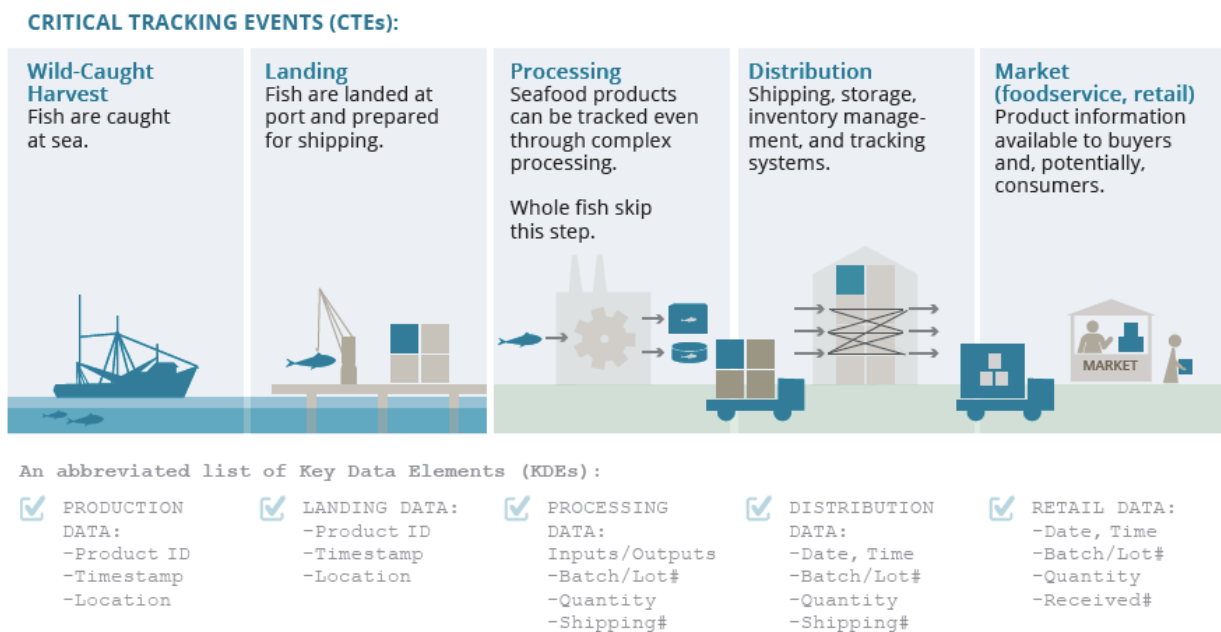 CRITICAL TRACKING EVENTS (CTEs):
Wild-Caught
Harvest
Fish are caught
at sea.
Landing
Fish are landed at
port and prepared
for shipping.
Processing
Seafood products
can be tracked even
through complex
processing.
Whole fish skip
this step.
Distribution
Shipping, storage,
inventory manage-
ment, and tracking
systems.
Market
(foodservice, retail)
Product information
available to buyers
and, potentially,
consumers.
MARKET
An abbreviated list of Key Data Elements (KDEs):
PRODUCTION
DATA:
-Product ID
-Timestamp
-Location
LANDING DATA:
-Product ID
-Timestamp
-Location
PROCESSING
DATA:
Inputs/Outputs
-Batch/Lot#
-Quantity
-Shipping#
DISTRIBUTION
DATA:
-Date, Time
-Batch/Lot#
-Quantity
-Shipping#
RETAIL DATA:
-Date, Time
-Batch/Lot#
-Quantity
-Received#